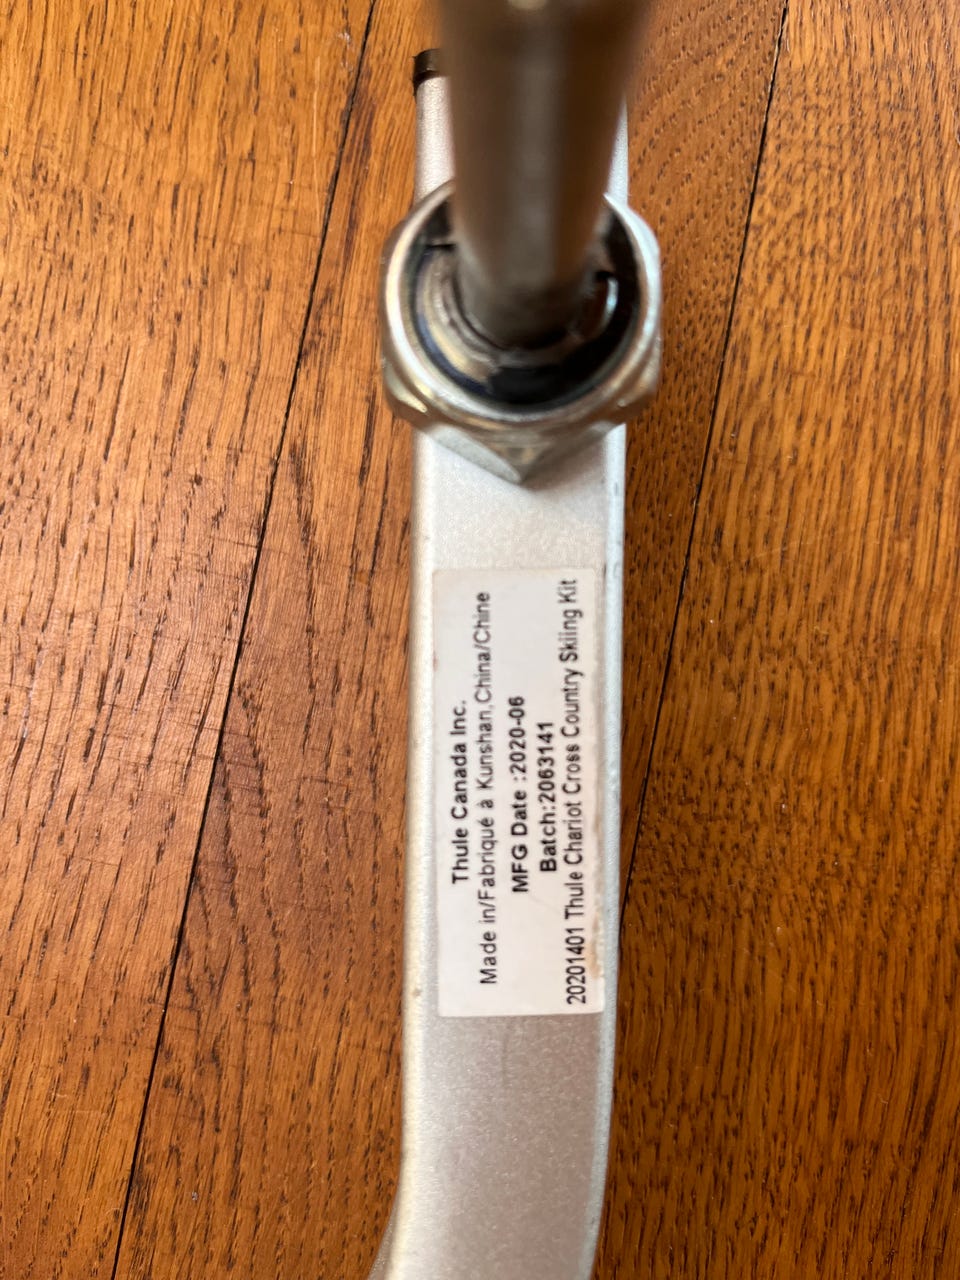 Thule Canada Inc.
Made in/Fabriqué à Kunshan,China/Chine
MFG Date :2020-06
Batch:2063141
20201401 Thule Chariot Cross Country Skiing Kit